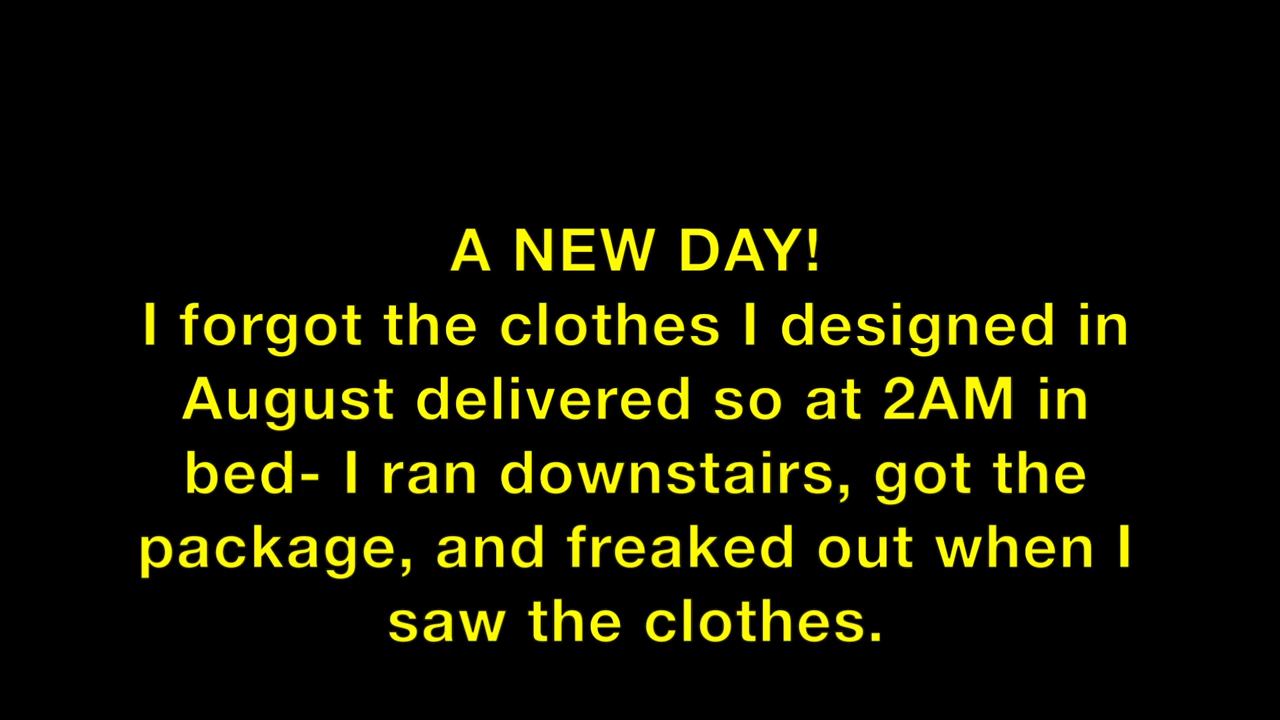 A NEW DAY!
I forgot the clothes I designed in
August delivered so at 2AM in
bed- I ran downstairs, got the
package, and freaked out when I
saw the clothes.